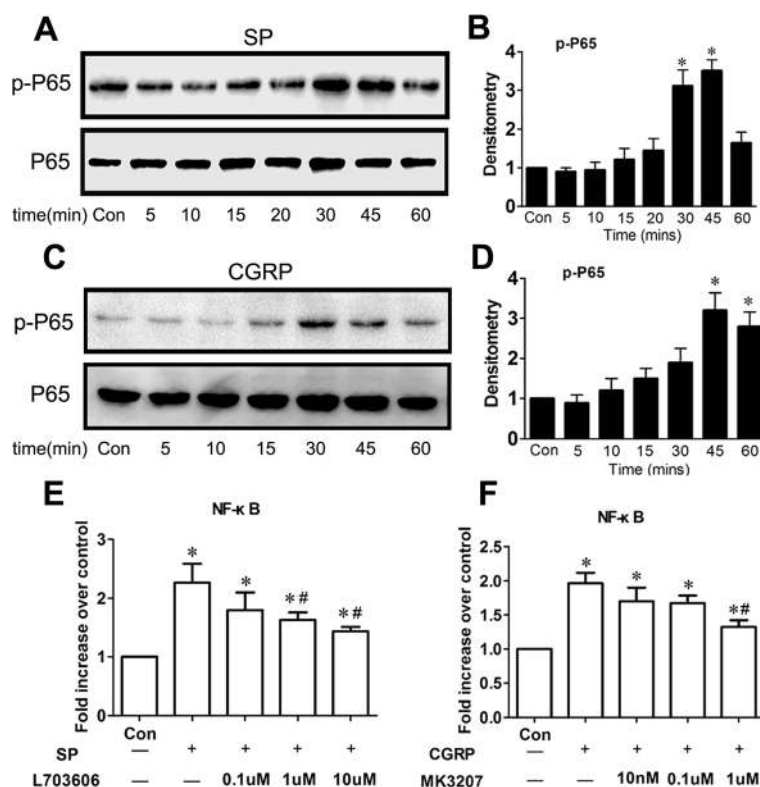 A
SP
p-P65
P65
time(min) Con 5 10 15 20 30 45 60
B
p-P65
Densitometry
4
3
2
1
0
Con 5 10 15 20 30 45 60
Time (mins)
C
CGRP
p-P65
P65
time(min) Con 5 10 15 30 45 60
D
p-P65
Densitometry
4
3
2
1
0
Con 5 10 15 30 45 60
Time (mins)
E
NF-κ B
Fold increase over control
3
2
1
0
* * *# *#
Con
SP — + + + +
L703606 — — 0.1uM 1uM 10uM
F
NF-κ B
Fold increase over control
2.5
2.0
1.5
1.0
0.5
0.0
* * * *#
Con
CGRP — + + + +
MK3207 — — 10nM 0.1uM 1uM